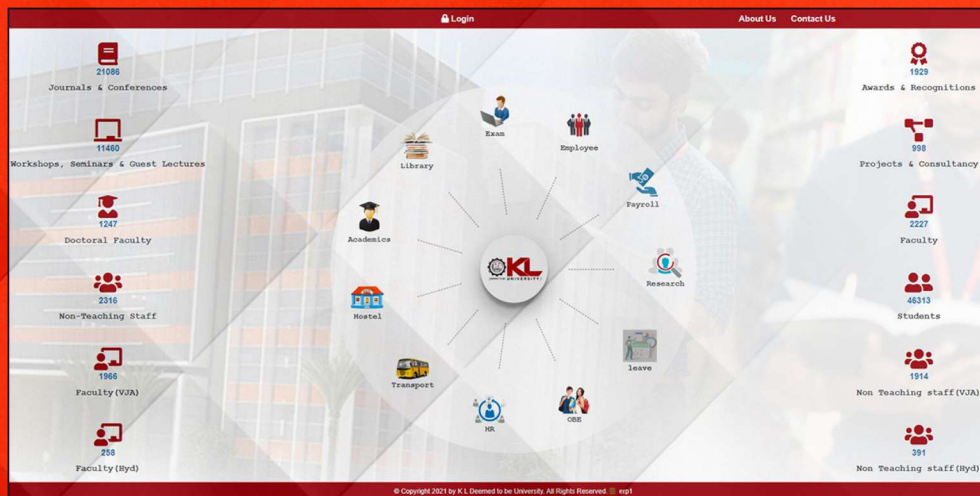 Login
About Us Contact Us
21086
Journals & Conferences
11460
Workshops, Seminars & Guest Lectures
1247
Doctoral Faculty
2316
Non-Teaching Staff
1966
Faculty(VJA)
258
Faculty(Hyd)
Exam
Employee
Library
Payroll
Academics
KL
UNIVERSITY
Research
Hostel
leave
Transport
HR
OBE
1929
Awards & Recognitions
998
Projects & Consultancy
2227
Faculty
46313
Students
1914
Non Teaching staff(VJA)
391
Non Teaching staff(Hyd)
© Copyright 2021 by K L Deemed to be University. All Rights Reserved. erp1